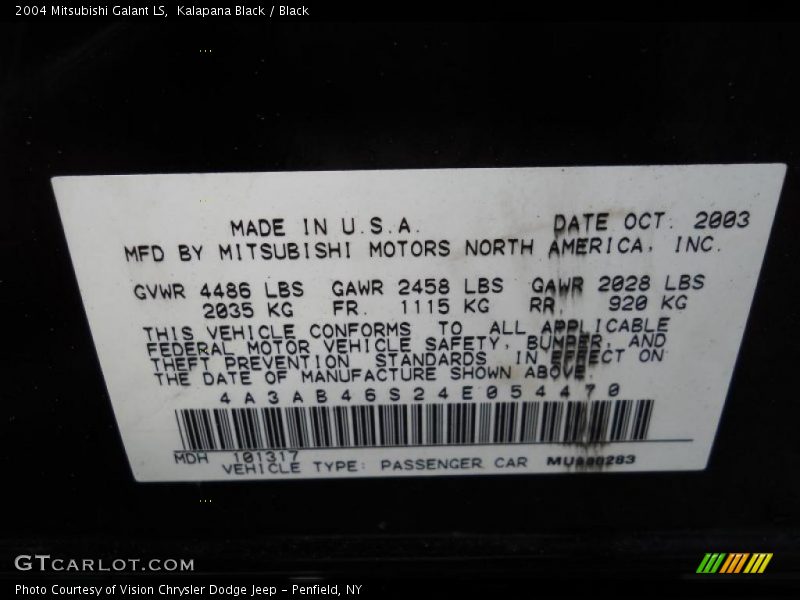 2004 Mitsubishi Galant LS, Kalapana Black / Black
MADE IN U.S.A. DATE OCT. 2003
MFD BY MITSUBISHI MOTORS NORTH AMERICA, INC.
GVWR 4486 LBS GAWR 2458 LBS GAWR 2028 LBS
2035 KG FR. 1115 KG RR. 920 KG
THIS VEHICLE CONFORMS TO ALL APPLICABLE
FEDERAL MOTOR VEHICLE SAFETY, BUMPER, AND
THEFT PREVENTION STANDARDS IN EFFECT ON
THE DATE OF MANUFACTURE SHOWN ABOVE.
4A3AB46S24E054470
MDH 101317
VEHICLE TYPE: PASSENGER CAR
GTCARLOT.COM
Photo Courtesy of Vision Chrysler Dodge Jeep - Penfield, NY